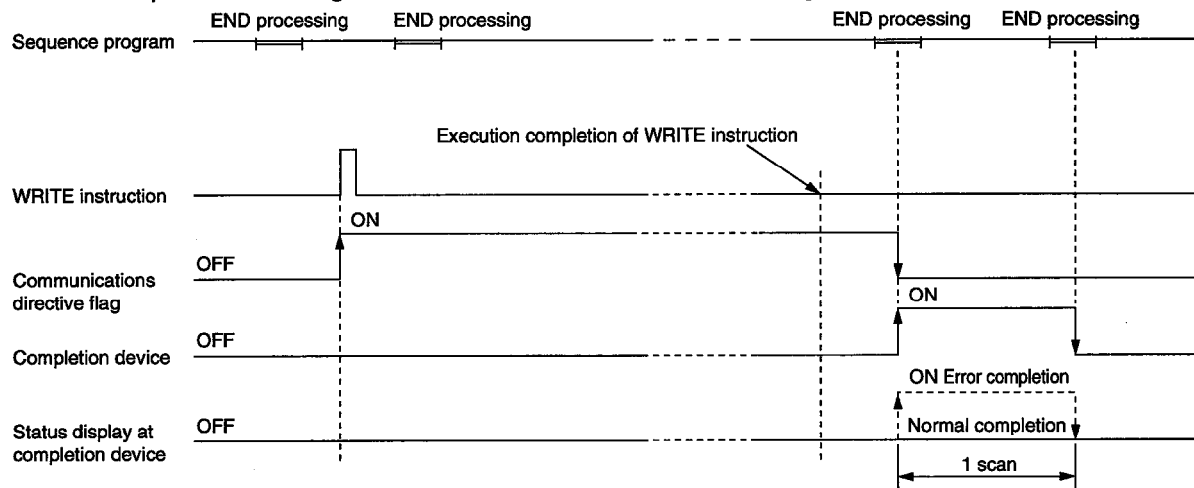 END processing END processing END processing END processing
Sequence program
Execution completion of WRITE instruction
WRITE instruction
ON
OFF
Communications
directive flag
ON
OFF
Completion device
ON Error completion
OFF
Normal completion
Status display at
completion device
1 scan